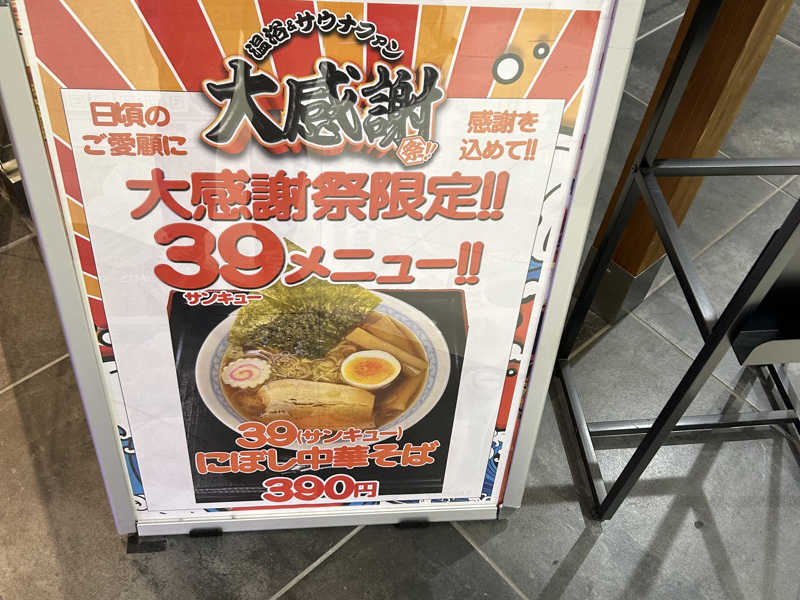 温浴&サウナファン
大感謝
祭!!
日頃の
ご愛顧に
感謝を
込めて!!
大感謝祭限定!!
39メニュー!!
サンキュー
39(サンキュー)
にぼし中華そば
390円